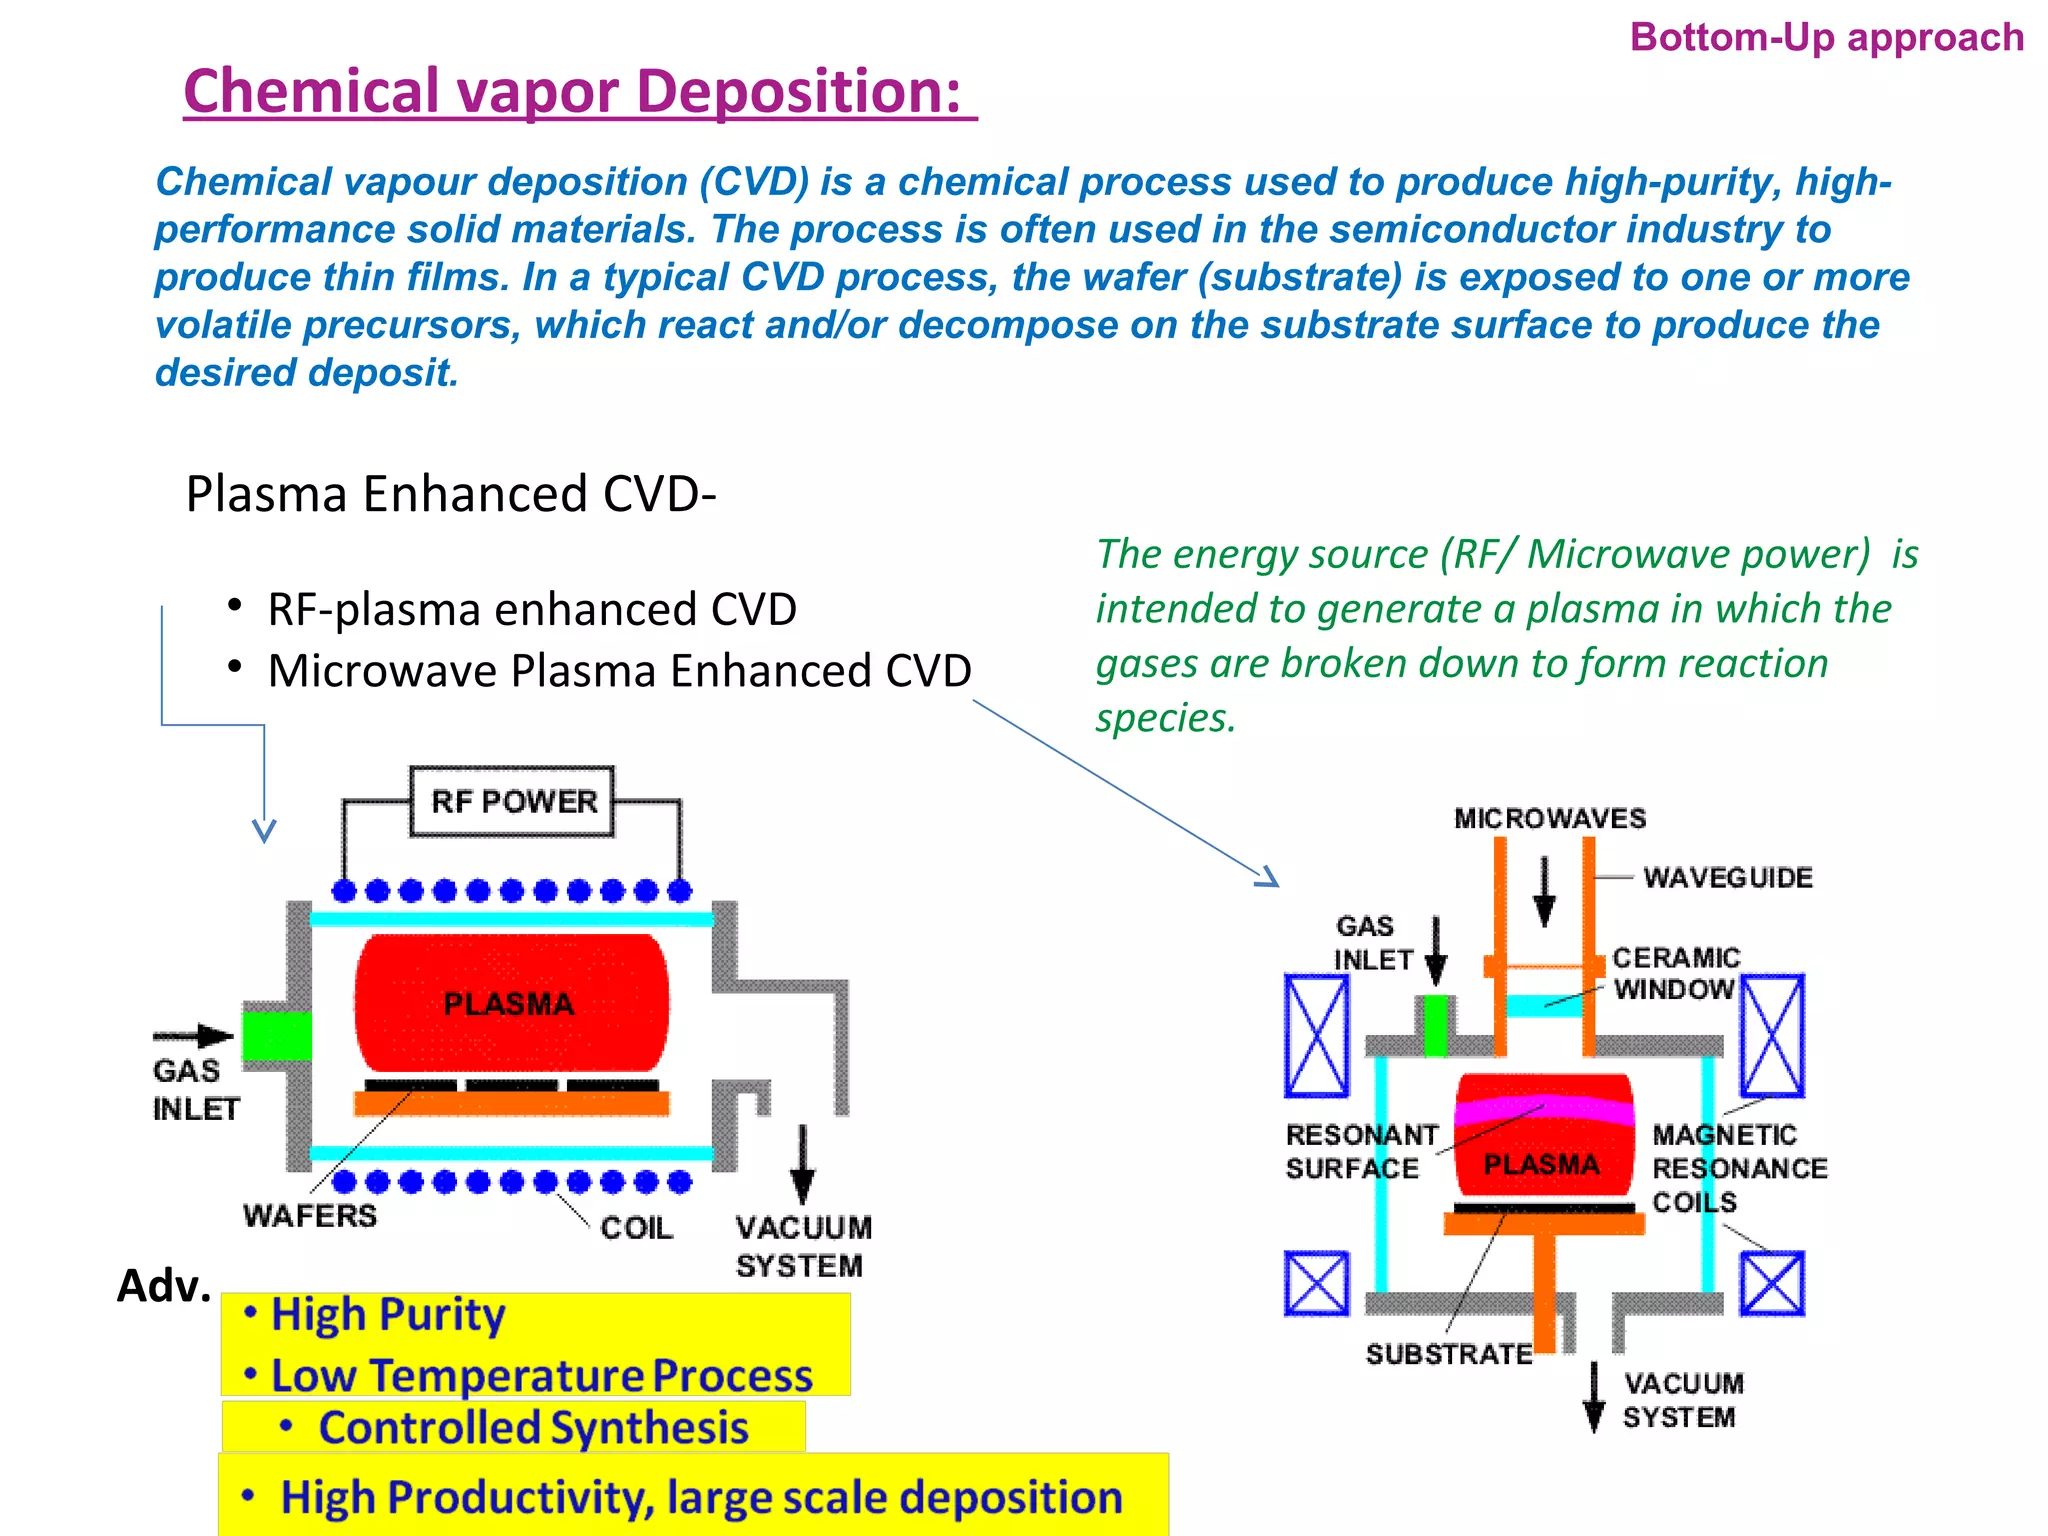 Bottom-Up approach
Chemical vapor Deposition:
Chemical vapour deposition (CVD) is a chemical process used to produce high-purity, high-
performance solid materials. The process is often used in the semiconductor industry to
produce thin films. In a typical CVD process, the wafer (substrate) is exposed to one or more
volatile precursors, which react and/or decompose on the substrate surface to produce the
desired deposit.
Plasma Enhanced CVD-
• RF-plasma enhanced CVD
• Microwave Plasma Enhanced CVD
The energy source (RF/ Microwave power) is
intended to generate a plasma in which the
gases are broken down to form reaction
species.
RF POWER
PLASMA
GAS
INLET
WAFERS
COIL
VACUUM
SYSTEM
MICROWAVES
WAVEGUIDE
GAS
INLET
CERAMIC
WINDOW
RESONANT
SURFACE
PLASMA
MAGNETIC
RESONANCE
COILS
SUBSTRATE
VACUUM
SYSTEM
Adv.
• High Purity
• Low Temperature Process
• Controlled Synthesis
• High Productivity, large scale deposition